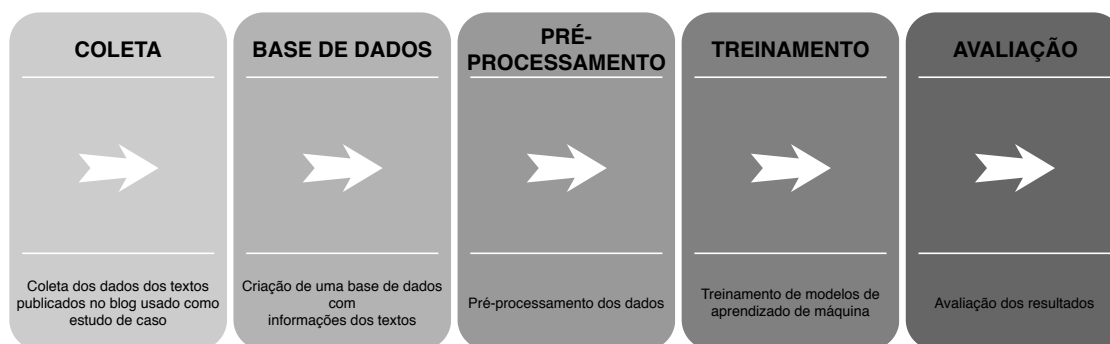 COLETA
Coleta dos dados dos textos
publicados no blog usado como
estudo de caso
BASE DE DADOS
Criação de uma base de dados
com
informações dos textos
PRÉ-
PROCESSAMENTO
Pré-processamento dos dados
TREINAMENTO
Treinamento de modelos de
aprendizado de máquina
AVALIAÇÃO
Avaliação dos resultados